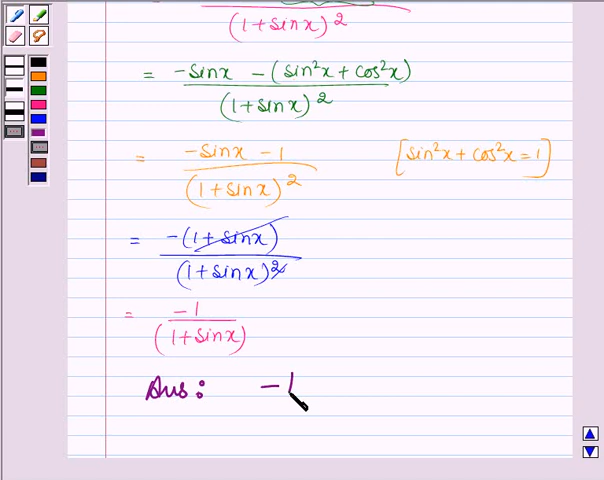 (1+sinx)²
= -sinx -(sin²x + cos²x)
(1+sinx)²
= -sinx - 1 [sin²x + cos²x = 1]
(1+sinx)²
= -(1+sinx)
(1+sinx)²
= -1
(1+sinx)
Ans: -1